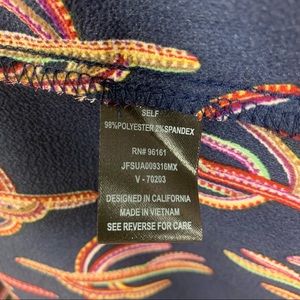 SELF
98%POLYESTER 2%SPANDEX
RN# 96161
JFSUA009316MX
V - 70203
DESIGNED IN CALIFORNIA
MADE IN VIETNAM
SEE REVERSE FOR CARE